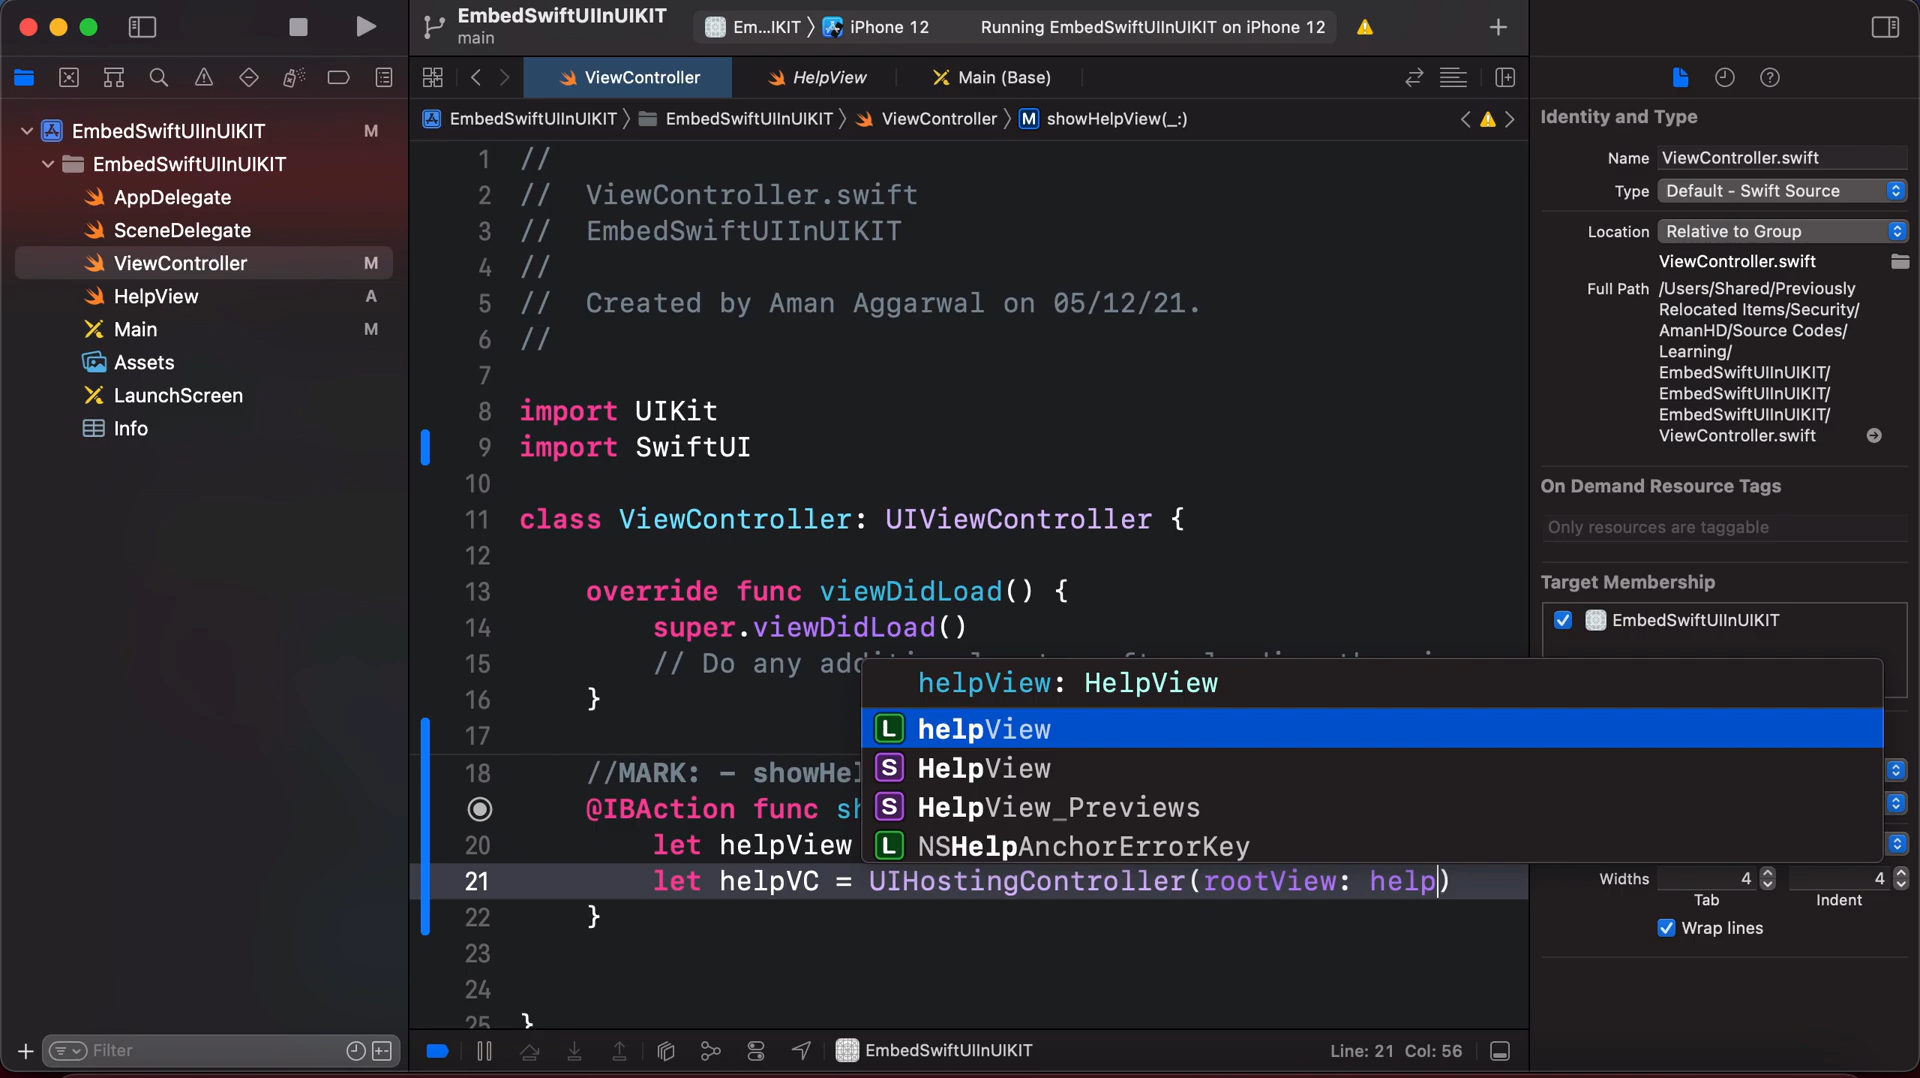 EmbedSwiftUIInUIKIT
main
Em...IKIT
iPhone 12
Running EmbedSwiftUIInUIKIT on iPhone 12
ViewController
HelpView
Main (Base)
EmbedSwiftUIInUIKIT
EmbedSwiftUIInUIKIT
ViewController
M
showHelpView(_:)
EmbedSwiftUIInUIKIT M
EmbedSwiftUIInUIKIT
AppDelegate
SceneDelegate
ViewController M
HelpView A
Main M
Assets
LaunchScreen
Info
Filter
1 //
2 // ViewController.swift
3 // EmbedSwiftUIInUIKIT
4 //
5 // Created by Aman Aggarwal on 05/12/21.
6 //
7
8 import UIKit
9 import SwiftUI
10
11 class ViewController: UIViewController {
12
13 override func viewDidLoad() {
14 super.viewDidLoad()
15 // Do any
16 }
17
18 //MARK: - showHel
@IBAction func sh
20 let helpView
21 let helpVC = UIHostingController(rootView: help)
22 }
23
24
25 }
helpView: HelpView
L helpView
S HelpView
S HelpView_Previews
L NSHelpAnchorErrorKey
EmbedSwiftUIInUIKIT
Line: 21 Col: 56
Identity and Type
Name ViewController.swift
Type Default - Swift Source
Location Relative to Group
ViewController.swift
Full Path /Users/Shared/Previously
Relocated Items/Security/
AmanHD/Source Codes/
Learning/
EmbedSwiftUIInUIKIT/
EmbedSwiftUIInUIKIT/
EmbedSwiftUIInUIKIT/
ViewController.swift
On Demand Resource Tags
Only resources are taggable
Target Membership
EmbedSwiftUIInUIKIT
Widths 4 4
Tab Indent
Wrap lines